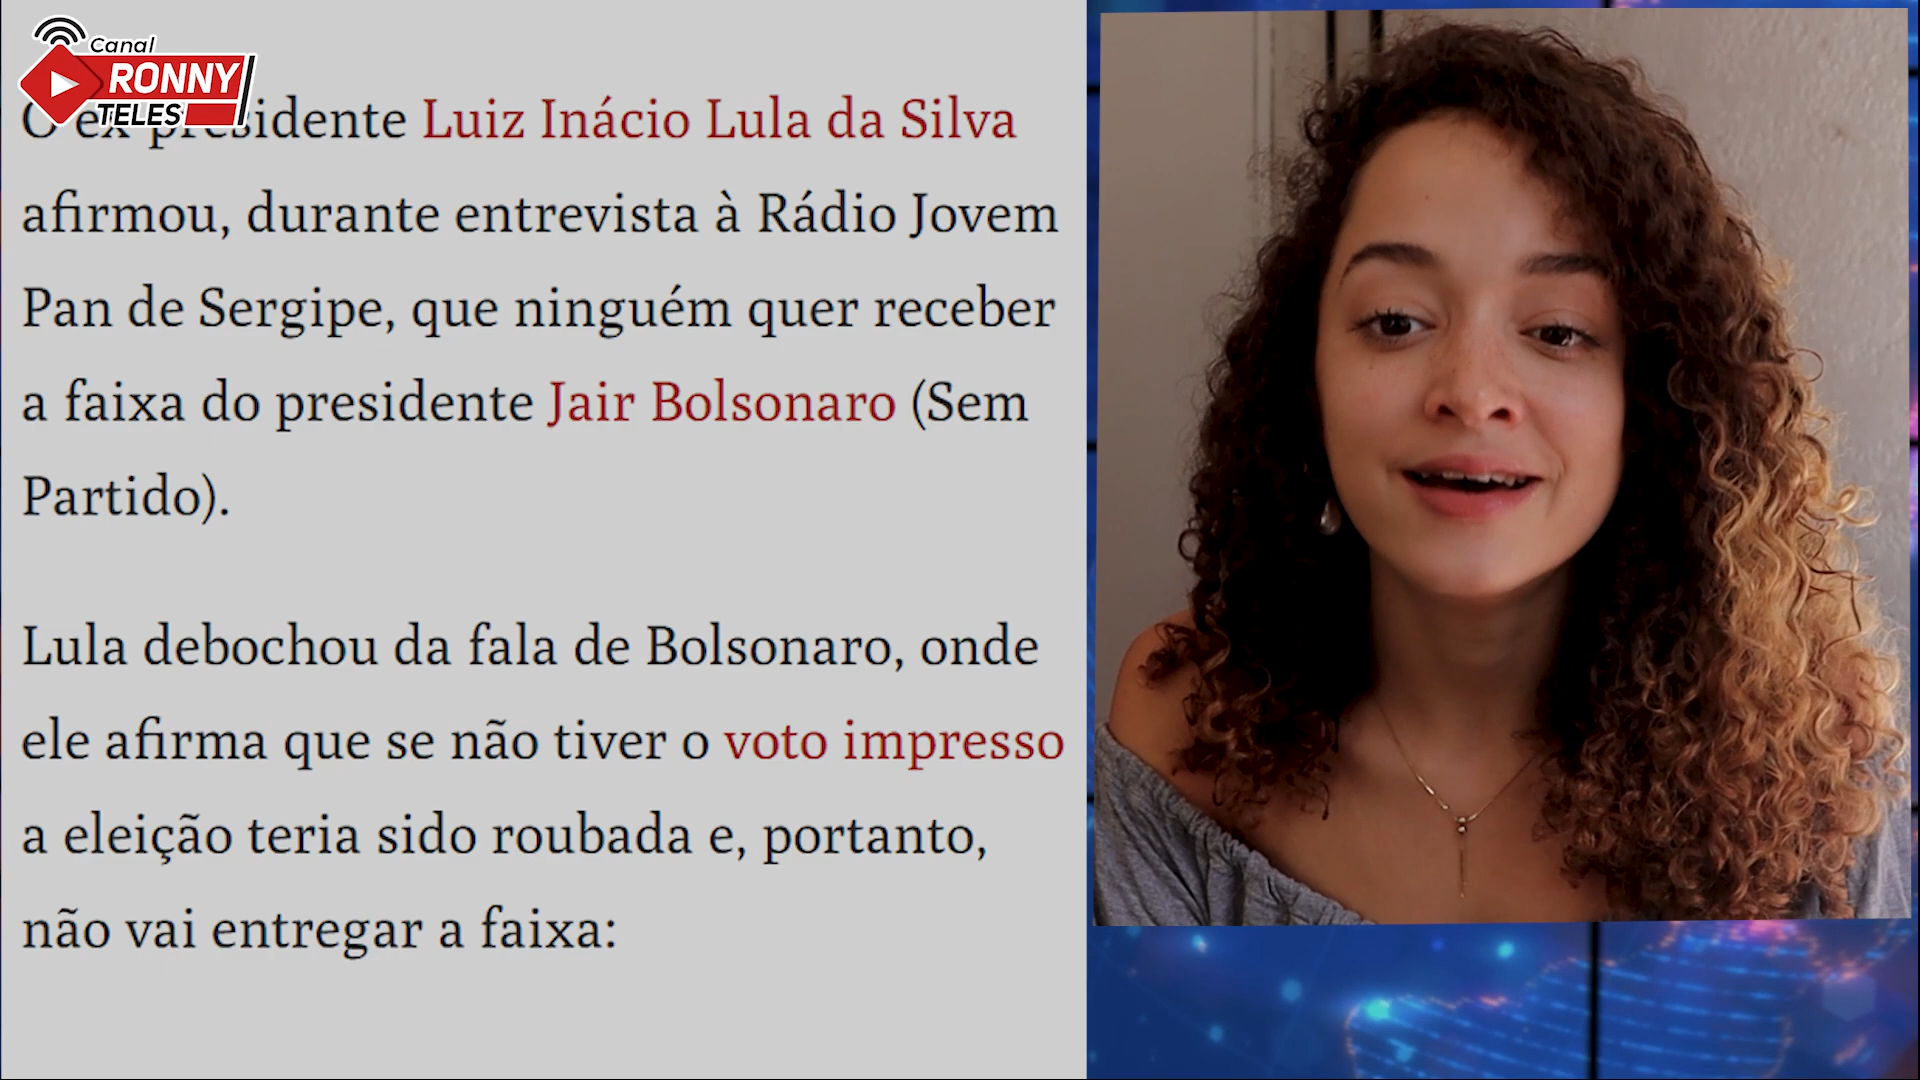 Canal
RONNY
TELES
O ex-presidente Luiz Inácio Lula da Silva
afirmou, durante entrevista à Rádio Jovem
Pan de Sergipe, que ninguém quer receber
a faixa do presidente Jair Bolsonaro (Sem
Partido).
Lula debochou da fala de Bolsonaro, onde
ele afirma que se não tiver o voto impresso
a eleição teria sido roubada e, portanto,
não vai entregar a faixa: